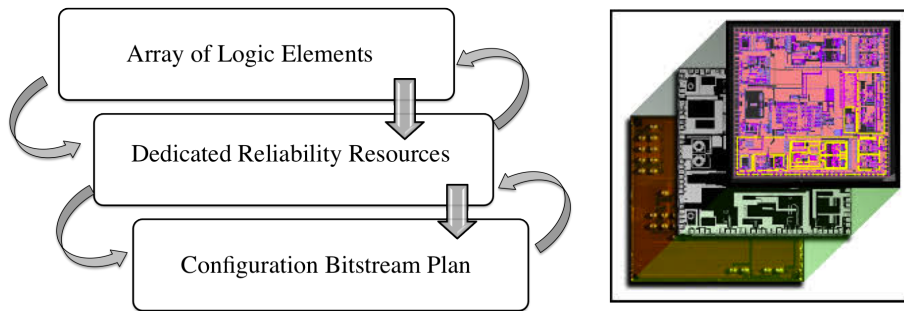 Array of Logic Elements
Dedicated Reliability Resources
Configuration Bitstream Plan